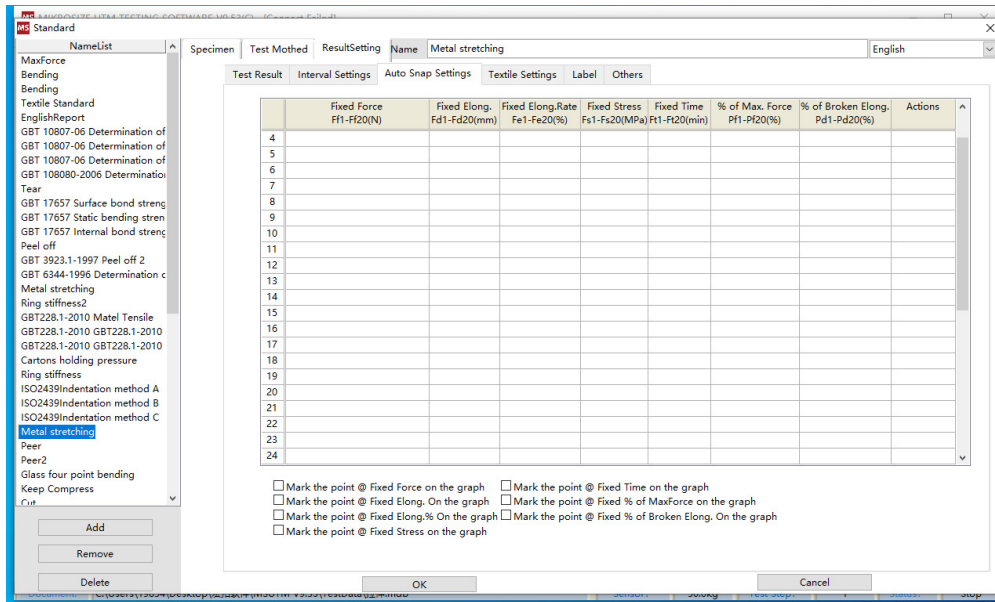 MIKROSIZE UTM TESTING SOFTWARE V9.53(C) - [Connect Failed]
MS Standard
NameList
MaxForce
Bending
Bending
Textile Standard
EnglishReport
GBT 10807-06 Determination of
GBT 10807-06 Determination of
GBT 10807-06 Determination of
GBT 108080-2006 Determination
Tear
GBT 17657 Surface bond streng
GBT 17657 Static bending stren
GBT 17657 Internal bond streng
Peel off
GBT 3923.1-1997 Peel off 2
GBT 6344-1996 Determination c
Metal stretching
Ring stiffness2
GBT228.1-2010 Matel Tensile
GBT228.1-2010 GBT228.1-2010
GBT228.1-2010 GBT228.1-2010
Cartons holding pressure
Ring stiffness
ISO2439Indentation method A
ISO2439Indentation method B
ISO2439Indentation method C
Metal stretching
Peer
Peer2
Glass four point bending
Keep Compress
Cut
Add
Remove
Delete
Specimen Test Mothed ResultSetting Name Metal stretching English
Test Result Interval Settings Auto Snap Settings Textile Settings Label Others
Fixed Force Fixed Elong. Fixed Elong.Rate Fixed Stress Fixed Time % of Max. Force % of Broken Elong. Actions
Ff1-Ff20(N) Fd1-Fd20(mm) Fe1-Fe20(%) Fs1-Fs20(MPa) Ft1-Ft20(min) Pf1-Pf20(%) Pd1-Pd20(%)
4
5
6
7
8
9
10
11
12
13
14
15
16
17
18
19
20
21
22
23
24
Mark the point @ Fixed Force on the graph Mark the point @ Fixed Time on the graph
Mark the point @ Fixed Elong. On the graph Mark the point @ Fixed % of MaxForce on the graph
Mark the point @ Fixed Elong.% On the graph Mark the point @ Fixed % of Broken Elong. On the graph
Mark the point @ Fixed Stress on the graph
OK Cancel